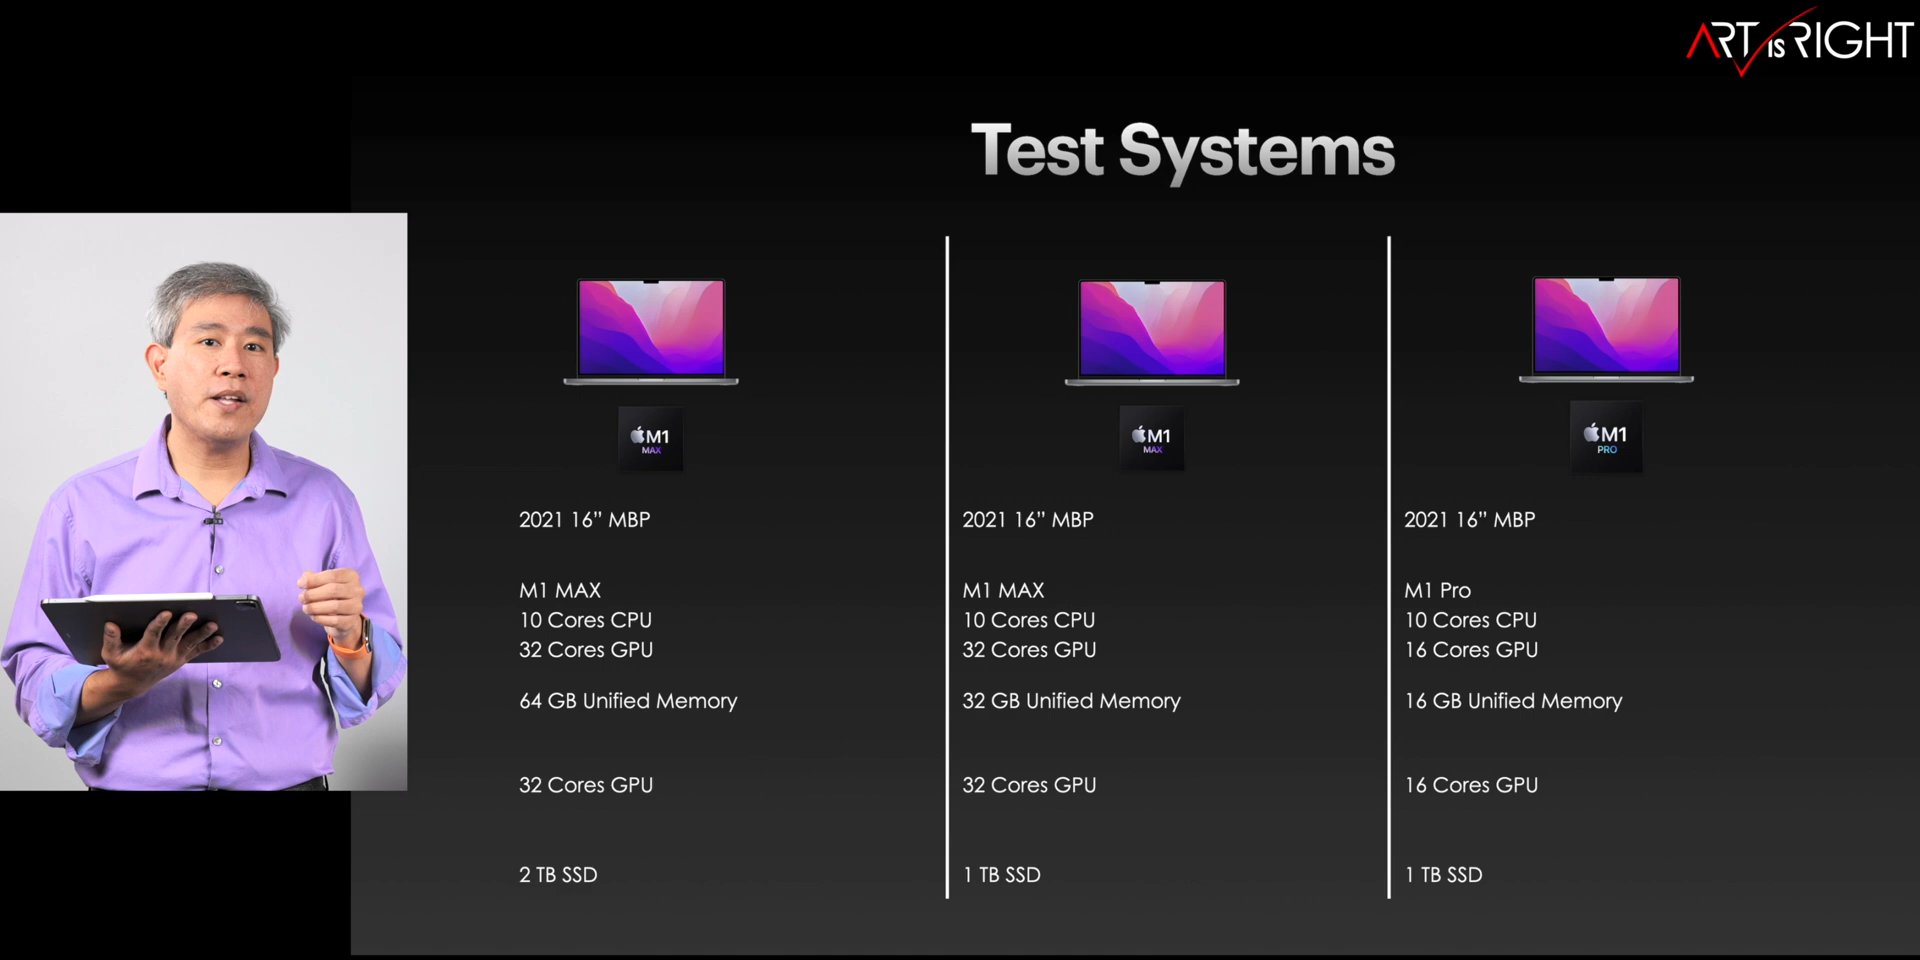 ART IS RIGHT
Test Systems
M1
MAX
2021 16” MBP
M1 MAX
10 Cores CPU
32 Cores GPU
64 GB Unified Memory
32 Cores GPU
2 TB SSD
M1
MAX
2021 16” MBP
M1 MAX
10 Cores CPU
32 Cores GPU
32 GB Unified Memory
32 Cores GPU
1 TB SSD
M1
PRO
2021 16” MBP
M1 Pro
10 Cores CPU
16 Cores GPU
16 GB Unified Memory
16 Cores GPU
1 TB SSD